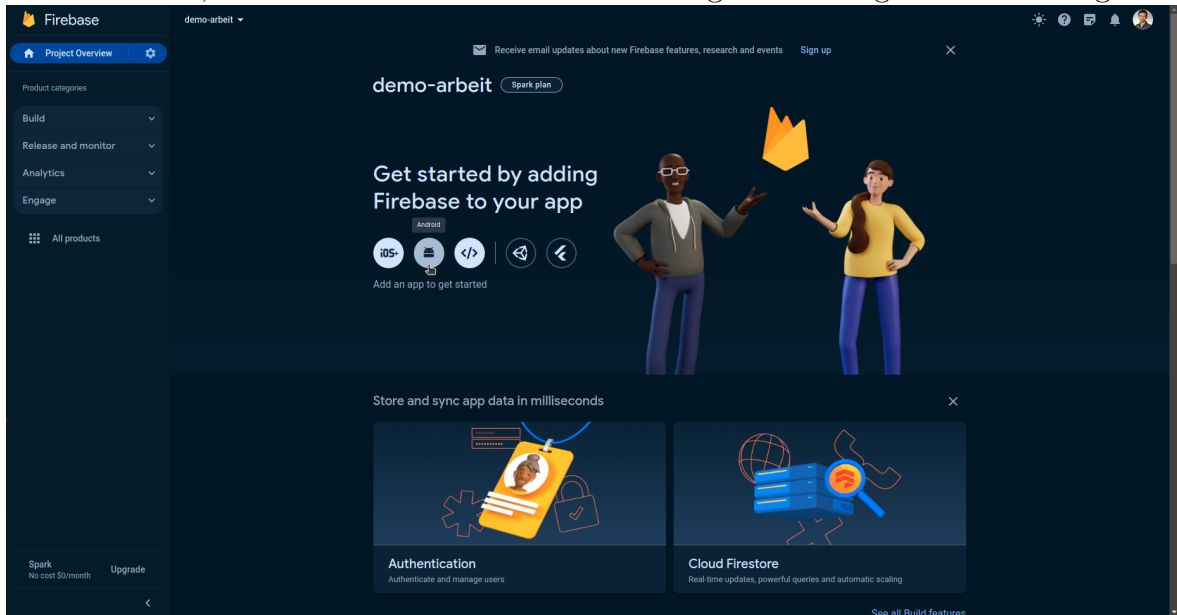 Firebase
demo-arbeit
Project Overview
Receive email updates about new Firebase features, research and events Sign up
Product categories
demo-arbeit Spark plan
Build
Release and monitor
Analytics
Engage
All products
Get started by adding
Firebase to your app
Android
iOS+
</>
Add an app to get started
Store and sync app data in milliseconds
Authentication
Authenticate and manage users
Cloud Firestore
Real-time updates, powerful queries and automatic scaling
See all Build features
Spark
No cost $0/month
Upgrade